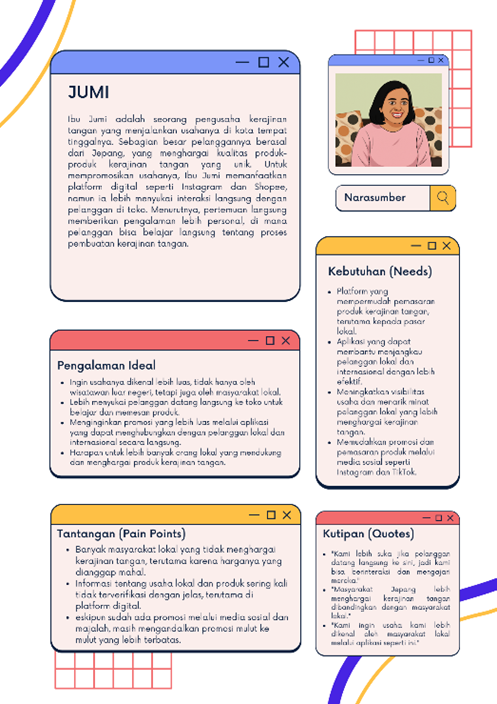 JUMI
Ibu Jumi adalah seorang pengusaha kerajinan
tangan yang menjalankan usahanya di kota tempat
tinggalnya. Sebagian besar pelanggannya berasal
dari Jepang, yang menghargai kualitas produk-
produk kerajinan tangan yang unik. Untuk
mempromosikan usahanya, Ibu Jumi memanfaatkan
platform digital seperti Instagram dan Shopee,
namun ia lebih menyukai interaksi langsung dengan
pelanggan di toko. Menurutnya, pertemuan langsung
memberikan pengalaman lebih personal, di mana
pelanggan bisa belajar langsung tentang proses
pembuatan kerajinan tangan.
Narasumber
Kebutuhan (Needs)
• Platform yang
mempermudah pemasaran
produk kerajinan tangan,
terutama kepada pasar
lokal.
• Aplikasi yang dapat
membantu menjangkau
pelanggan lokal dan
internasional dengan lebih
efektif.
• Meningkatkan visibilitas
usaha dan menarik minat
pelanggan lokal yang lebih
menghargai kerajinan
tangan.
• Memudahkan promosi dan
pemasaran produk melalui
media sosial seperti
Instagram dan TikTok.
Pengalaman Ideal
• Ingin usahanya dikenal lebih luas, tidak hanya oleh
wisatawan luar negeri, tetapi juga oleh masyarakat lokal.
• Lebih menyukai pelanggan datang langsung ke toko untuk
belajar dan memesan produk.
• Menginginkan promosi yang lebih luas melalui aplikasi
yang dapat menghubungkan dengan pelanggan lokal dan
internasional secara langsung.
• Harapan untuk lebih banyak orang lokal yang mendukung
dan menghargai produk kerajinan tangan.
Tantangan (Pain Points)
• Banyak masyarakat lokal yang tidak menghargai
kerajinan tangan, terutama karena harganya yang
dianggap mahal.
• Informasi tentang usaha lokal dan produk sering kali
tidak terverifikasi dengan jelas, terutama di
platform digital.
• eskipun sudah ada promosi melalui media sosial dan
majalah, masih mengandalkan promosi mulut ke
mulut yang lebih terbatas.
Kutipan (Quotes)
• "Kami lebih suka jika pelanggan
datang langsung ke sini, jadi kami
bisa berinteraksi dan mengajari
mereka."
• "Masyarakat Jepang lebih
menghargai kerajinan tangan
dibandingkan dengan masyarakat
lokal."
• "Kami ingin usaha kami lebih
dikenal oleh masyarakat lokal
melalui aplikasi seperti ini."